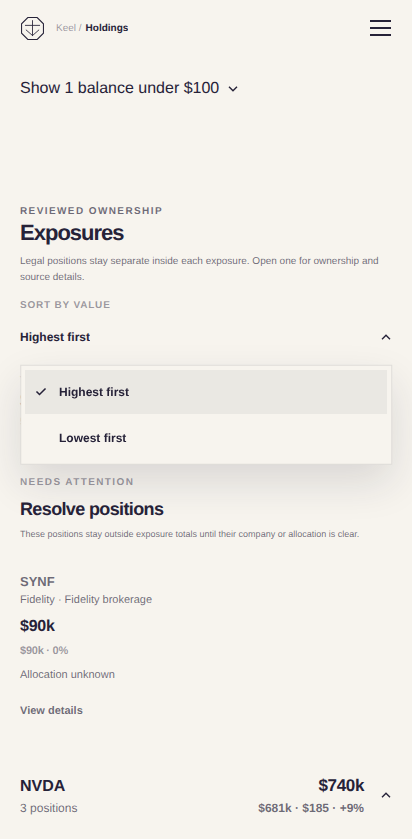 Keel / Holdings
Show 1 balance under $100
REVIEWED OWNERSHIP
Exposures
Legal positions stay separate inside each exposure. Open one for ownership and
source details.
SORT BY VALUE
Highest first
Highest first
Lowest first
NEEDS ATTENTION
Resolve positions
These positions stay outside exposure totals until their company or allocation is clear.
SYNF
Fidelity · Fidelity brokerage
$90k
$90k · 0%
Allocation unknown
View details
NVDA $740k
3 positions $681k · $185 · +9%